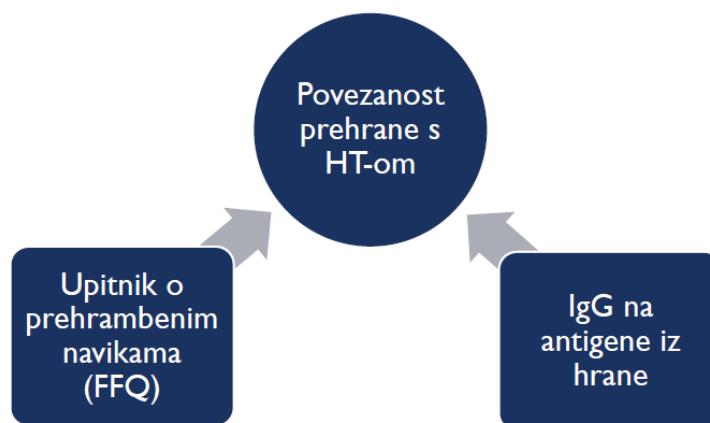 Povezanost
prehrane s
HT-om
Upitnik o
prehrambenim
navikama
(FFQ)
IgG na
antigene iz
hrane